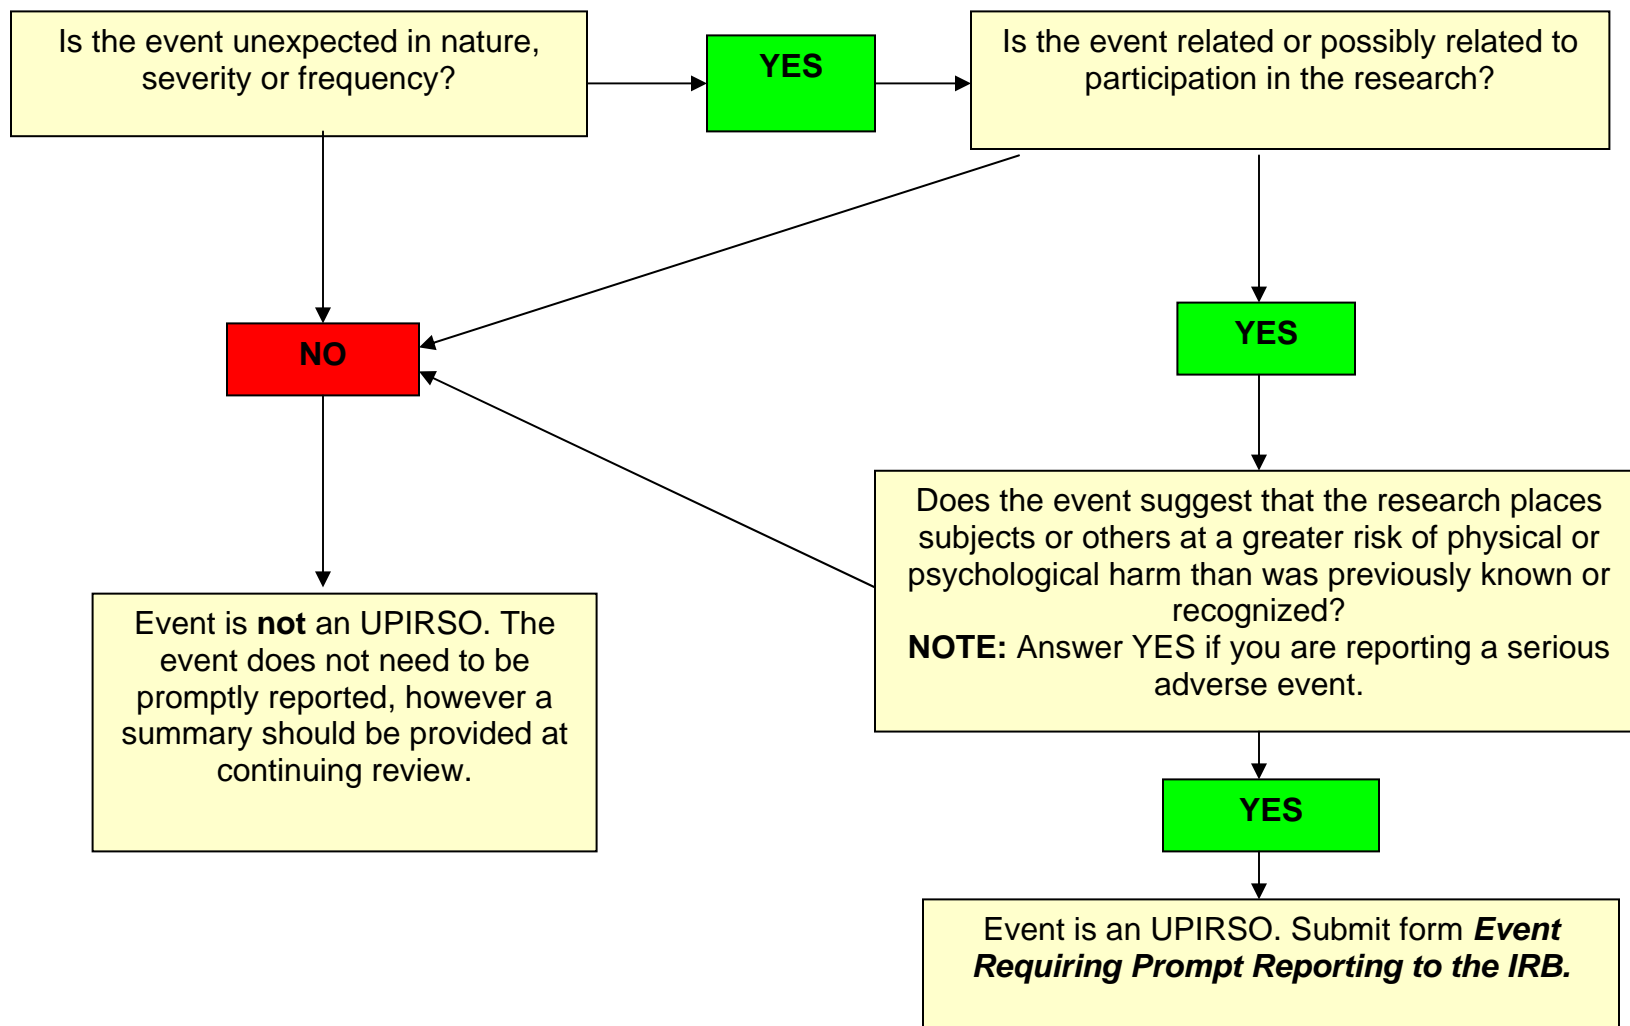 Is the event unexpected in nature,
severity or frequency?
YES
Is the event related or possibly related to
participation in the research?
NO
YES
Does the event suggest that the research places
subjects or others at a greater risk of physical or
psychological harm than was previously known or
recognized?
NOTE: Answer YES if you are reporting a serious
adverse event.
Event is not an UPIRSO. The
event does not need to be
promptly reported, however a
summary should be provided at
continuing review.
YES
Event is an UPIRSO. Submit form Event
Requiring Prompt Reporting to the IRB.